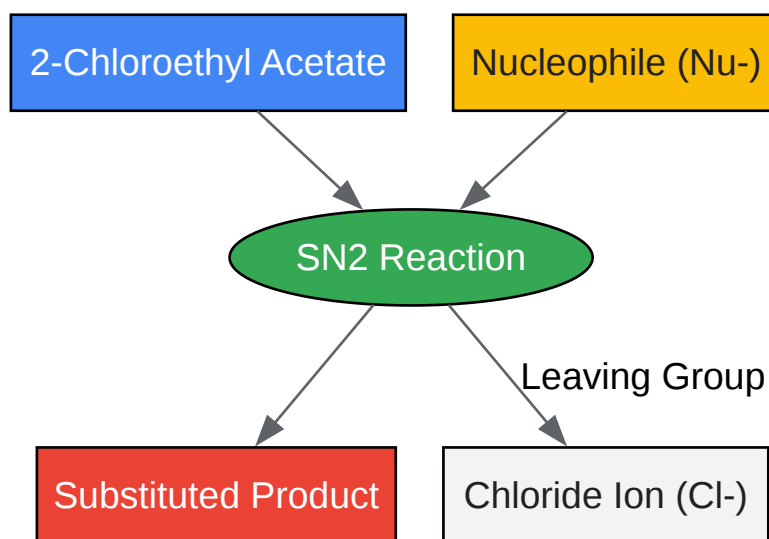 2-Chloroethyl Acetate
Nucleophile (Nu-)
SN2 Reaction
Leaving Group
Substituted Product
Chloride Ion (Cl-)